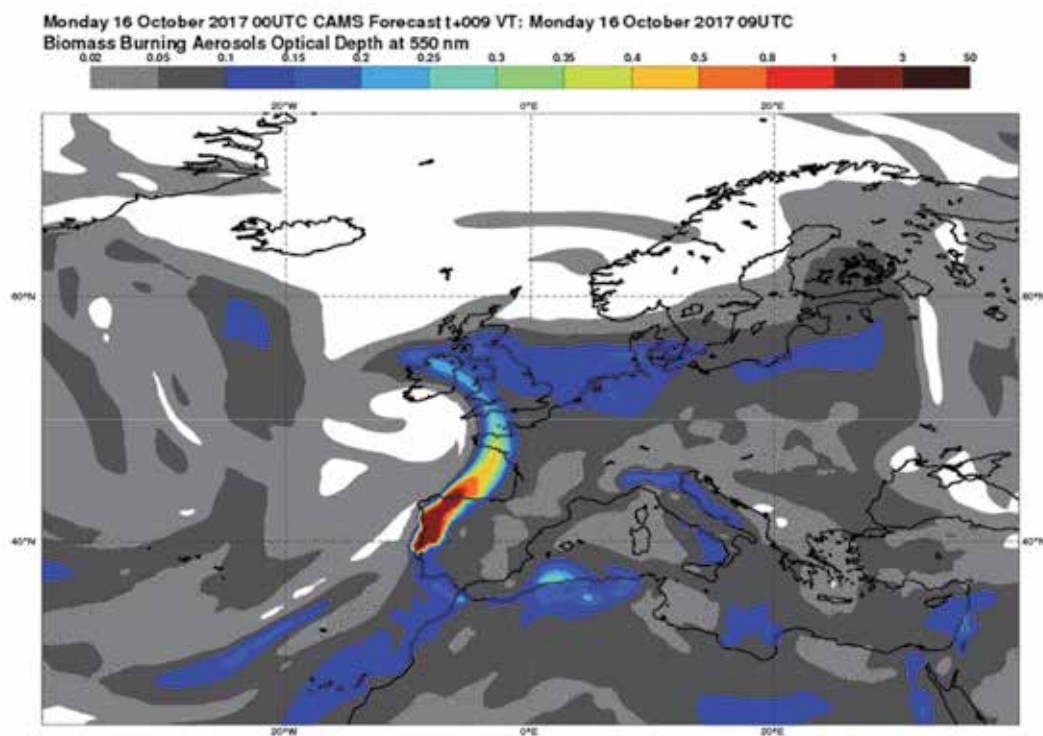 Monday 16 October 2017 00UTC CAMS Forecast t+009 VT: Monday 16 October 2017 09UTC
Biomass Burning Aerosols Optical Depth at 550 nm
0.02 0.05 0.1 0.15 0.2 0.25 0.3 0.35 0.4 0.5 0.8 1 3 50
20°W 0°E 20°E
60°N 60°N
40°N 40°N
20°W 0°E 20°E